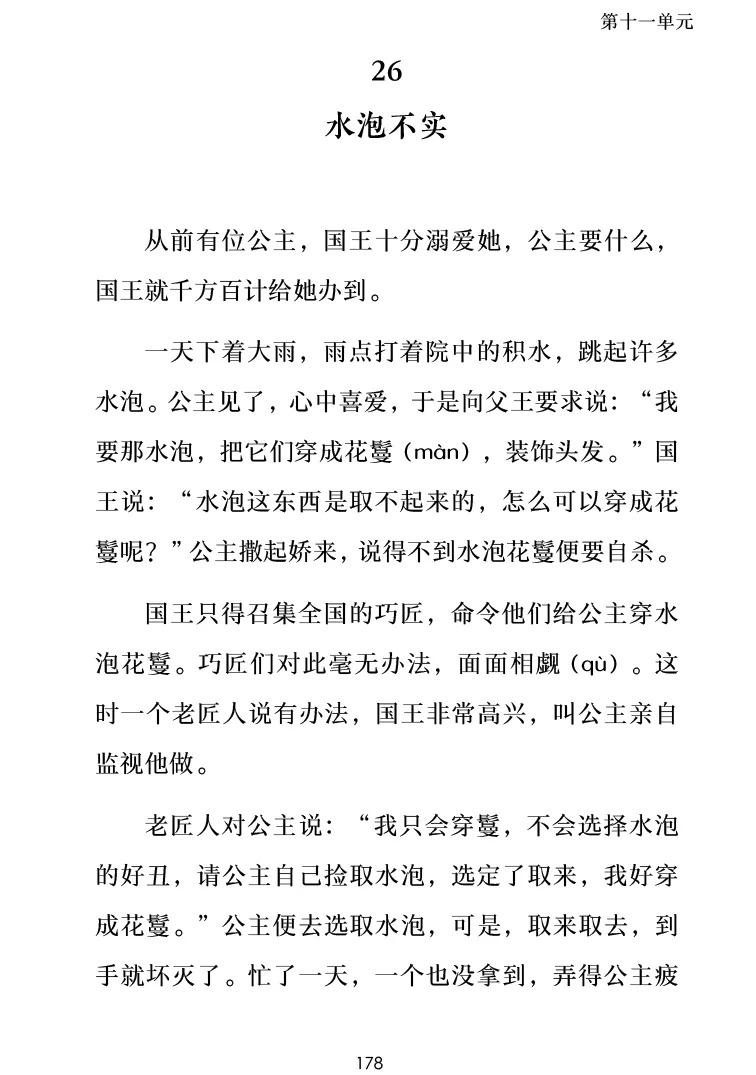 第十一单元
26
水泡不实
从前有位公主，国王十分溺爱她，公主要什么，
国王就千方百计给她办到。
一天下着大雨，雨点打着院中的积水，跳起许多
水泡。公主见了，心中喜爱，于是向父王要求说：“我
要那水泡，把它们穿成花鬘（màn），装饰头发。”国
王说：“水泡这东西是取不起来的，怎么可以穿成花
鬘呢？”公主撒起娇来，说得不到水泡花鬘便要自杀。
国王只得召集全国的巧匠，命令他们给公主穿水
泡花鬘。巧匠们对此毫无办法，面面相觑（qù）。这
时一个老匠人说有办法，国王非常高兴，叫公主亲自
监视他做。
老匠人对公主说：“我只会穿鬘，不会选择水泡
的好丑，请公主自己捡取水泡，选定了取来，我好穿
成花鬘。”公主便去选取水泡，可是，取来取去，到
手就坏灭了。忙了一天，一个也没拿到，弄得公主疲
178